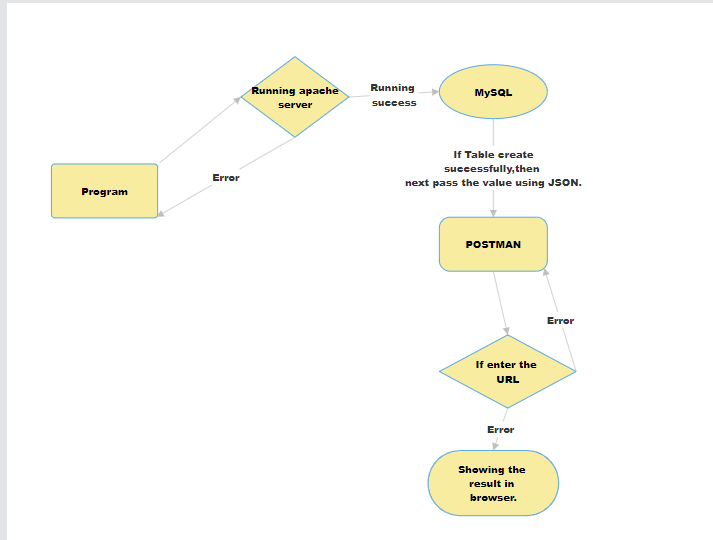 Running apache
server
Running
success
MySQL
If Table create
successfully,then
next pass the value using JSON.
Program
Error
POSTMAN
Error
If enter the
URL
Error
Showing the
result in
browser.